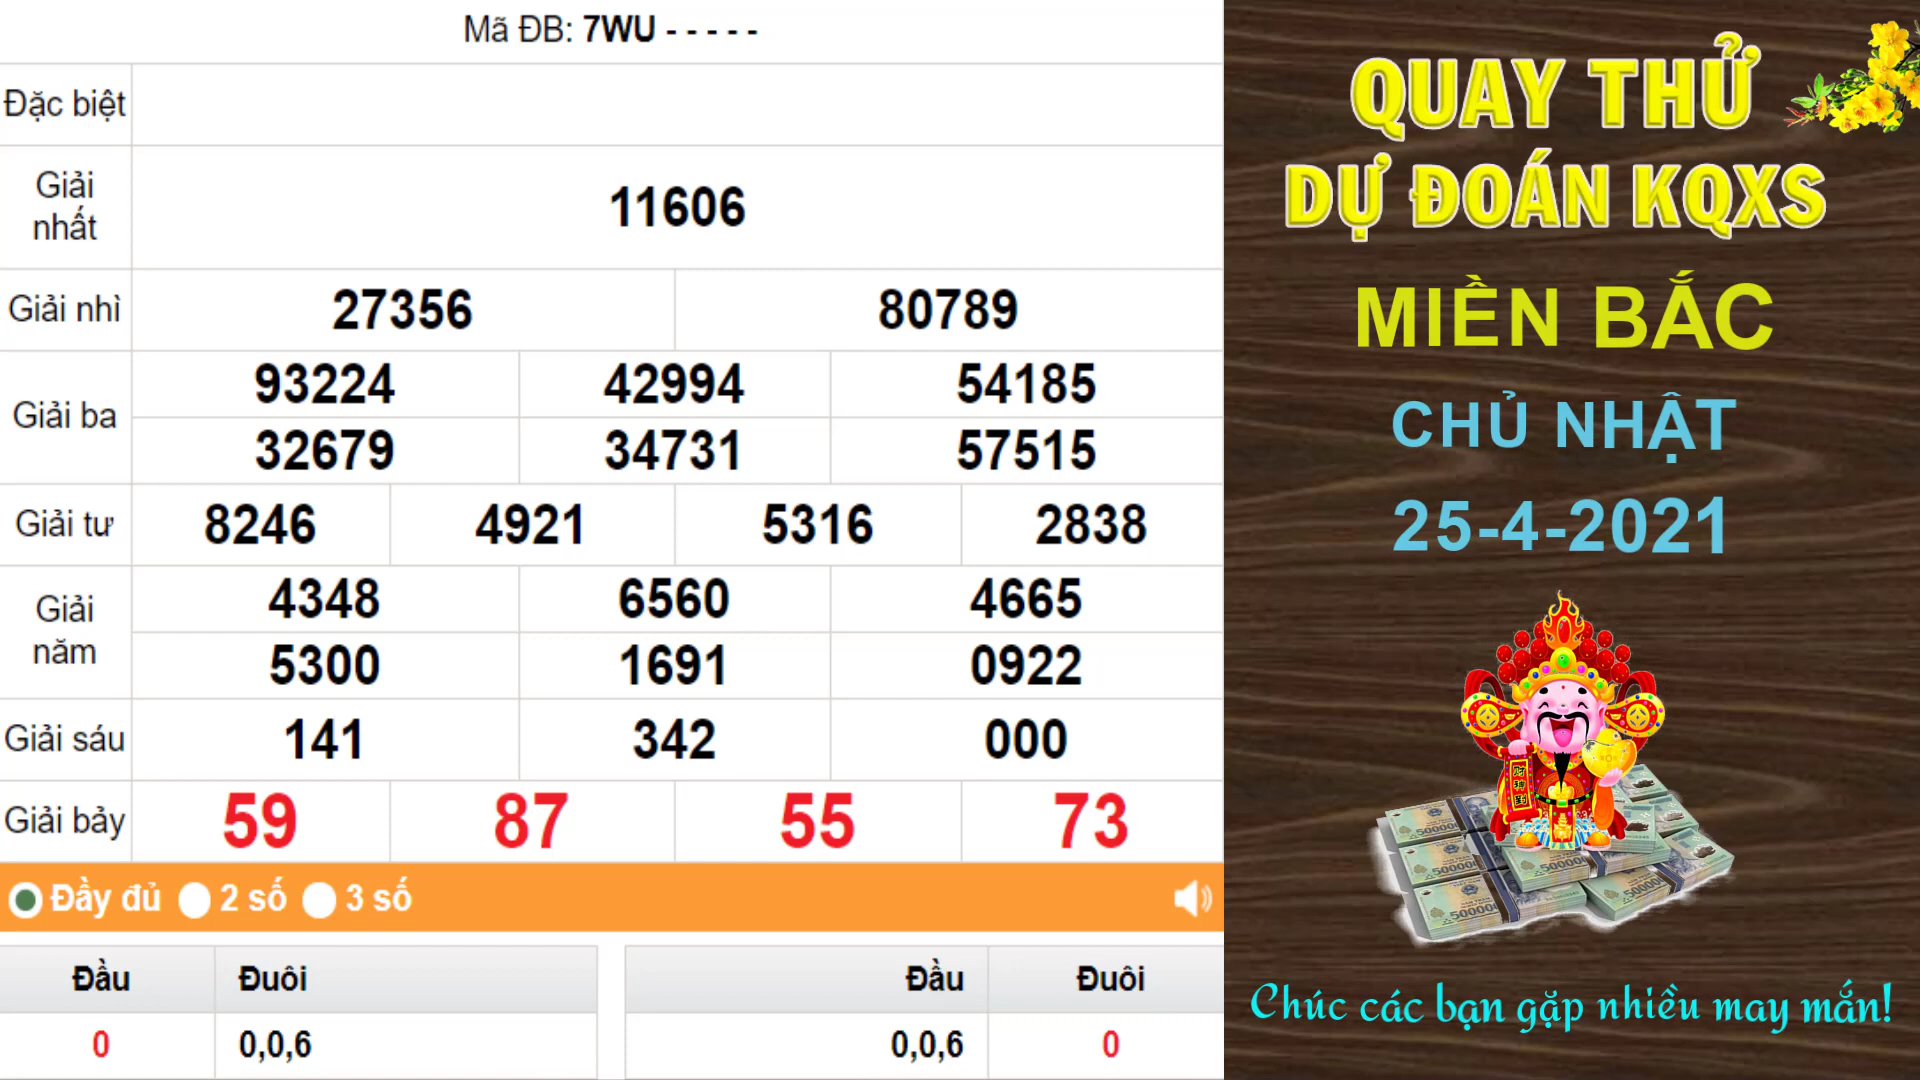 Mã ĐB: 7WU - - - - -
Đặc biệt
Giải nhất
11606
Giải nhì
27356 80789
Giải ba
93224 42994 54185
32679 34731 57515
Giải tư
8246 4921 5316 2838
Giải năm
4348 6560 4665
5300 1691 0922
Giải sáu
141 342 000
Giải bảy
59 87 55 73
Đầy đủ 2 số 3 số
Đầu Đuôi
0 0,0,6
Đầu Đuôi
0,0,6 0
QUAY THỬ
DỰ ĐOÁN KQXS
MIỀN BẮC
CHỦ NHẬT
25-4-2021
Chúc các bạn gặp nhiều may mắn!